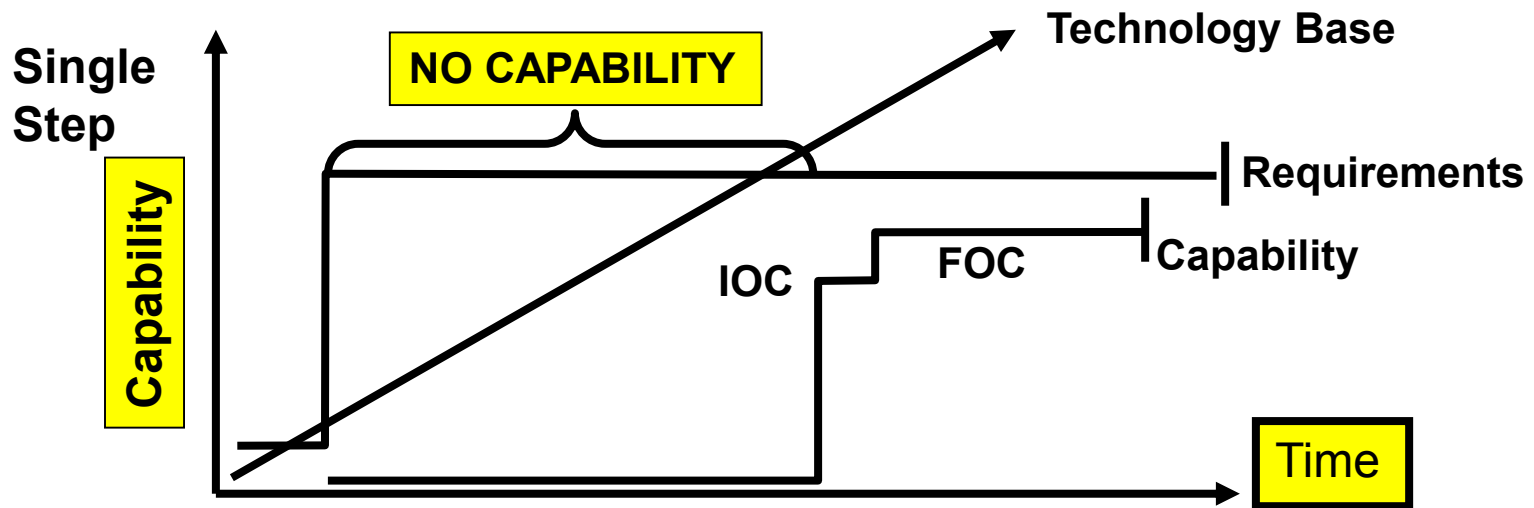 Single
Step
NO CAPABILITY
Technology Base
Capability
Requirements
IOC
FOC
Capability
Time